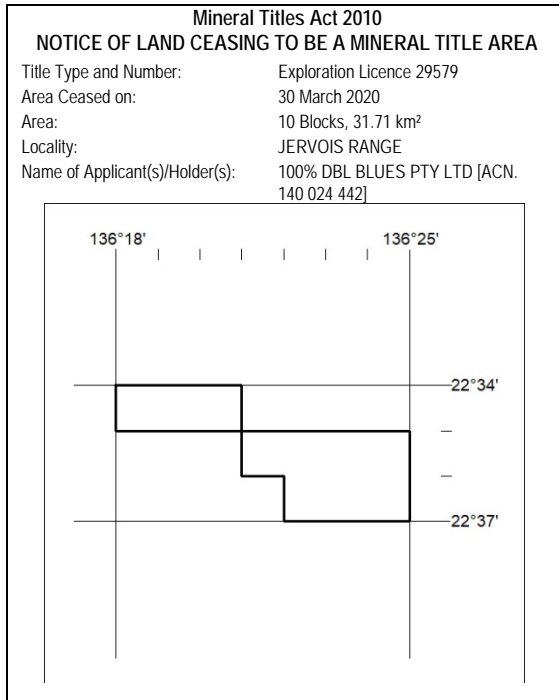 Mineral Titles Act 2010
NOTICE OF LAND CEASING TO BE A MINERAL TITLE AREA
Title Type and Number: Exploration Licence 29579
Area Ceased on: 30 March 2020
Area: 10 Blocks, 31.71 km²
Locality: JERVOIS RANGE
Name of Applicant(s)/Holder(s): 100% DBL BLUES PTY LTD [ACN.
140 024 442]
136°18' 136°25'
22°34'
22°37'